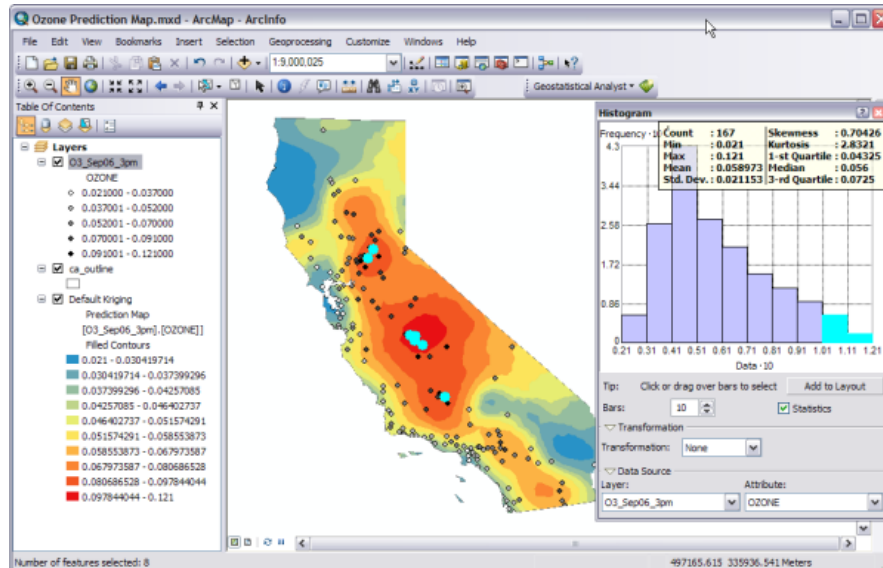 Ozone Prediction Map.mxd - ArcMap - ArcInfo
File Edit View Bookmarks Insert Selection Geoprocessing Customize Windows Help
1:9,000,025
Geostatistical Analyst
Table Of Contents
Layers
O3_Sep06_3pm
OZONE
0.021000 - 0.037000
0.037001 - 0.052000
0.052001 - 0.070000
0.070001 - 0.091000
0.091001 - 0.121000
ca_outline
Default Kriging
Prediction Map
[O3_Sep06_3pm].[OZONE]]
Filled Contours
0.021 - 0.030419714
0.030419714 - 0.037399296
0.037399296 - 0.04257085
0.04257085 - 0.046402737
0.046402737 - 0.051574291
0.051574291 - 0.058553873
0.058553873 - 0.067973587
0.067973587 - 0.080686528
0.080686528 - 0.097844044
0.097844044 - 0.121
Histogram
Frequency · 10
Count : 167 Skewness : 0.70426
Min : 0.021 Kurtosis : 2.8321
Max : 0.121 1-st Quartile : 0.04325
Mean : 0.058973 Median : 0.056
Std. Dev. : 0.021153 3-rd Quartile : 0.0725
4.3
3.44
2.58
1.72
0.86
0.21 0.31 0.41 0.51 0.61 0.71 0.81 0.91 1.01 1.11 1.21
Data · 10
Tip: Click or drag over bars to select Add to Layout
Bars: 10 Statistics
Transformation
Transformation: None
Data Source
Layer: Attribute:
O3_Sep06_3pm OZONE
Number of features selected: 8
497165.615 335936.541 Meters